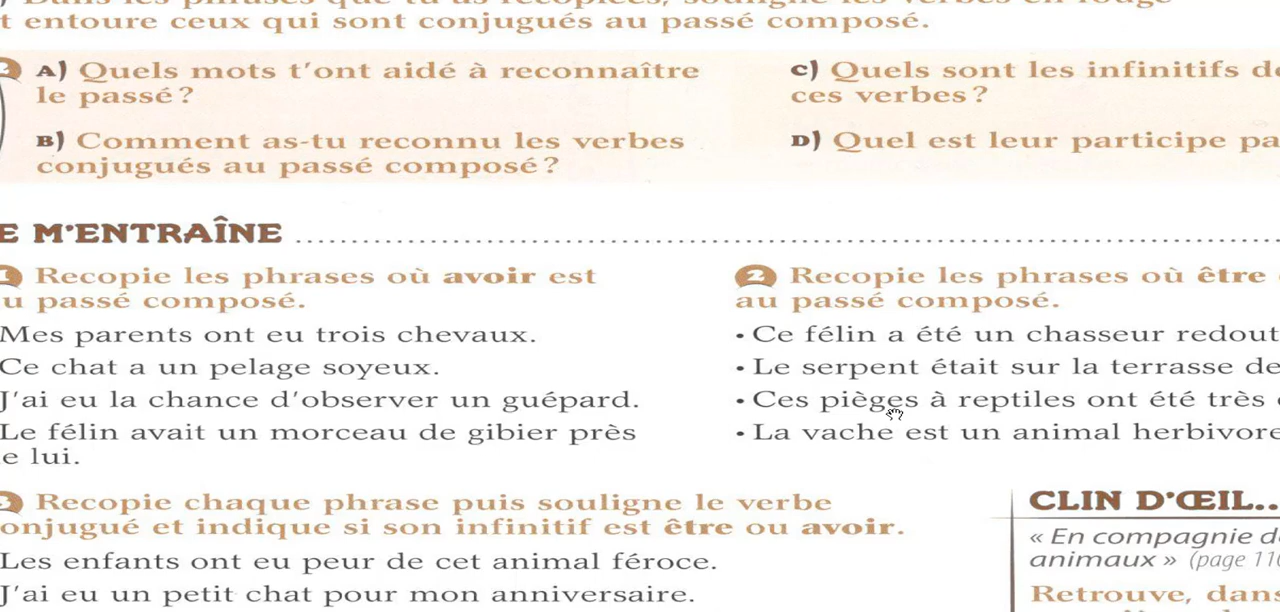 t entoure ceux qui sont conjugués au passé composé.
A) Quels mots t'ont aidé à reconnaître
le passé ?
B) Comment as-tu reconnu les verbes
conjugués au passé composé ?
C) Quels sont les infinitifs
ces verbes ?
D) Quel est leur participe
E M'ENTRAÎNE
1 Recopie les phrases où avoir est
u passé composé.
Mes parents ont eu trois chevaux.
Ce chat a un pelage soyeux.
J'ai eu la chance d'observer un guépard.
Le félin avait un morceau de gibier près
e lui.
2 Recopie les phrases où être
au passé composé.
• Ce félin a été un chasseur redout
• Le serpent était sur la terrasse de
• Ces pièges à reptiles ont été très
• La vache est un animal herbivore
3 Recopie chaque phrase puis souligne le verbe
onjugué et indique si son infinitif est être ou avoir.
Les enfants ont eu peur de cet animal féroce.
J'ai eu un petit chat pour mon anniversaire.
CLIN D'ŒIL...
« En compagnie
animaux » (page 110
Retrouve, dans